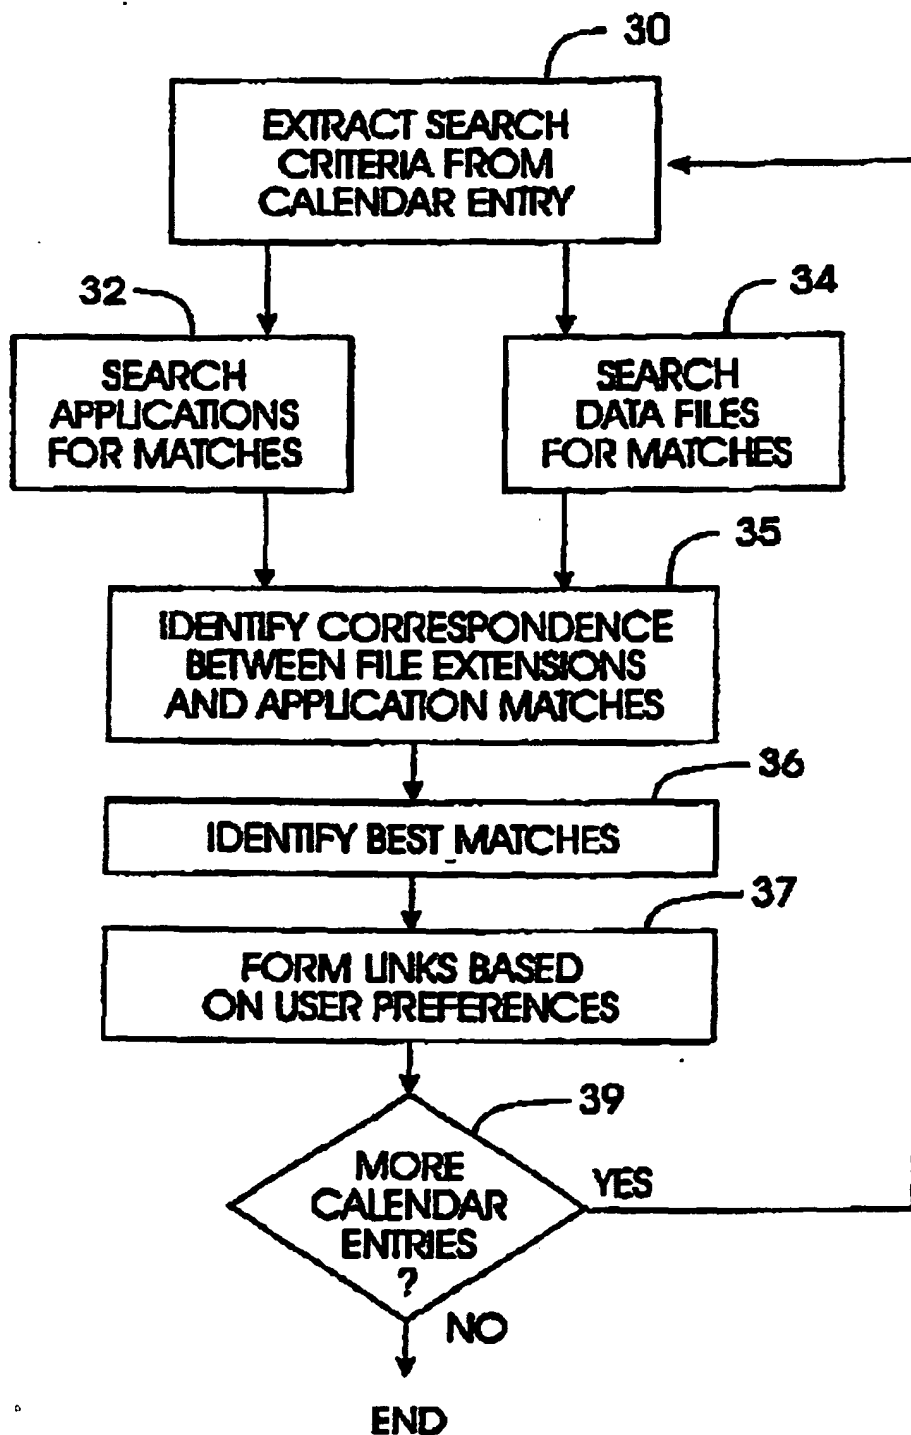 30
EXTRACT SEARCH
CRITERIA FROM
CALENDAR ENTRY
32
34
SEARCH
APPLICATIONS
FOR MATCHES
SEARCH
DATA FILES
FOR MATCHES
35
IDENTIFY CORRESPONDENCE
BETWEEN FILE EXTENSIONS
AND APPLICATION MATCHES
36
IDENTIFY BEST MATCHES
37
FORM LINKS BASED
ON USER PREFERENCES
39
MORE
CALENDAR
ENTRIES
?
YES
NO
END